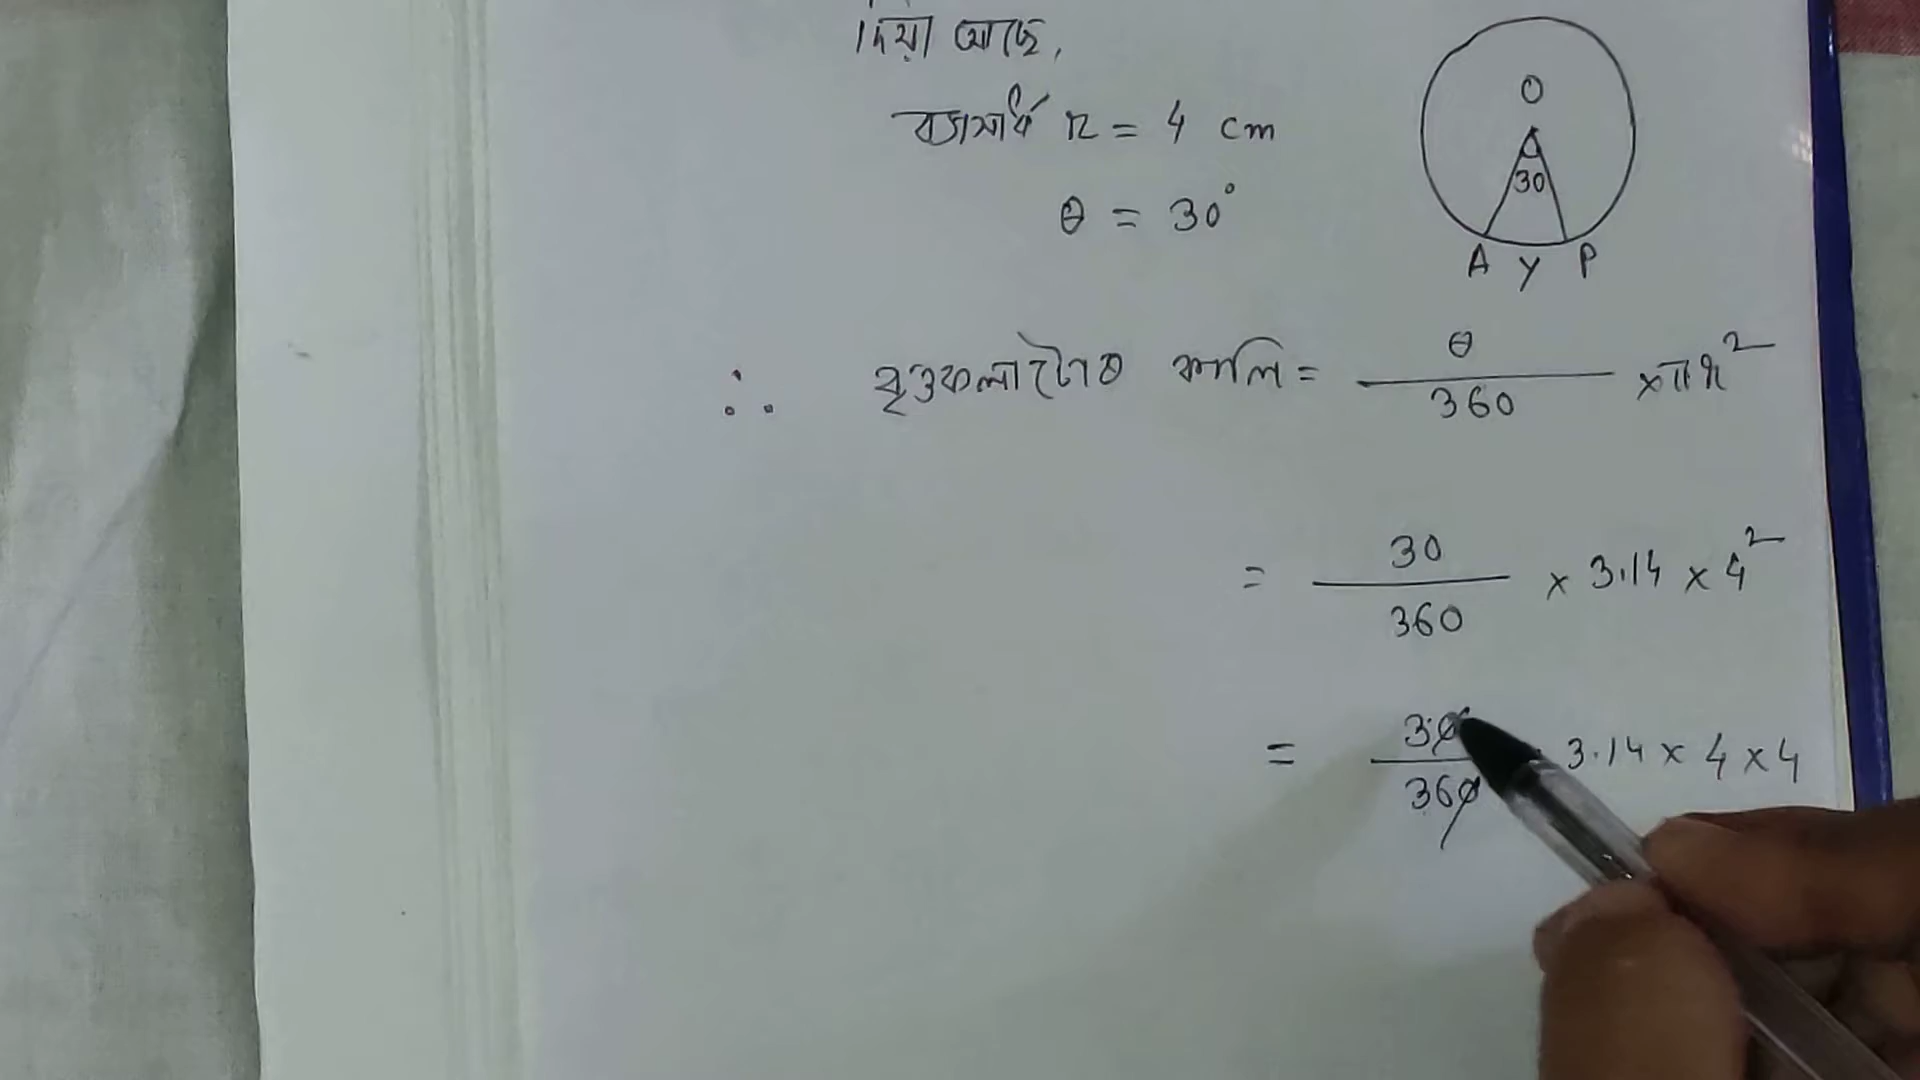 দিয়া আছে,
ব্যাসাৰ্ধ r = 4 cm
θ = 30°
O
30
A Y P
∴ বৃত্তকলাটোৰ কালি = θ/360 × πr²
= 30/360 × 3.14 × 4²
= 30/360 3.14 × 4 × 4